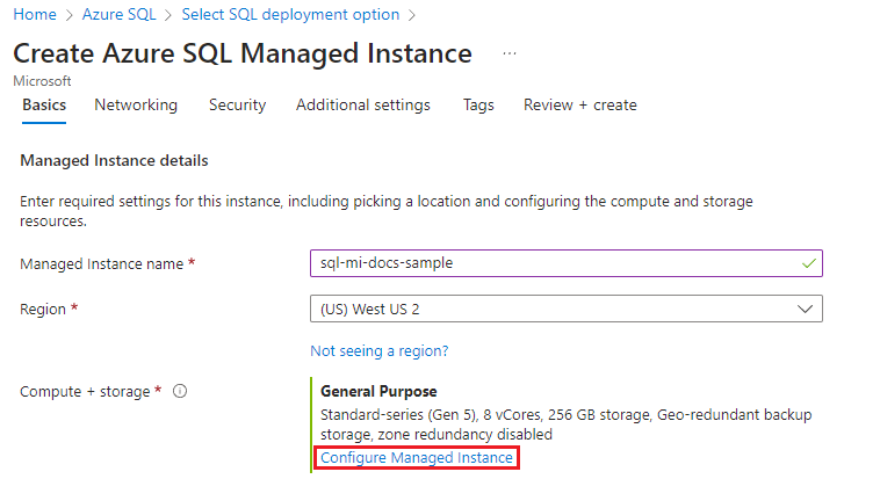 Home > Azure SQL > Select SQL deployment option >
Create Azure SQL Managed Instance ...
Microsoft
Basics Networking Security Additional settings Tags Review + create
Managed Instance details
Enter required settings for this instance, including picking a location and configuring the compute and storage
resources.
Managed Instance name * sql-mi-docs-sample
Region * (US) West US 2
Not seeing a region?
Compute + storage * General Purpose
Standard-series (Gen 5), 8 vCores, 256 GB storage, Geo-redundant backup
storage, zone redundancy disabled
Configure Managed Instance